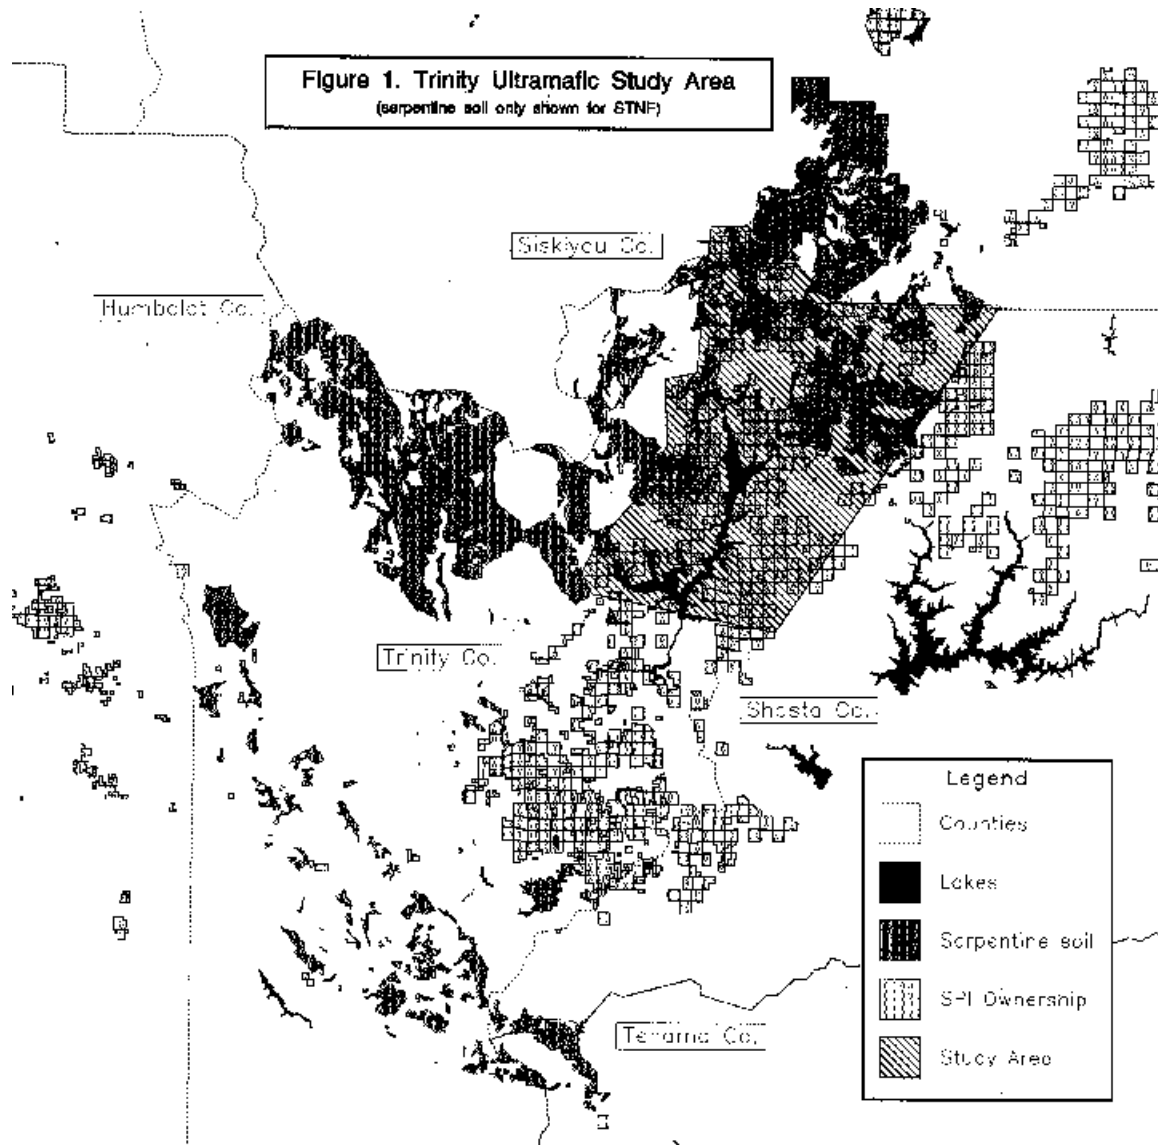 Figure 1. Trinity Ultramafic Study Area
(serpentine soil only shown for STNF)
Siskiyou Co.
Humbolot Co.
Trinity Co.
Shasta Co.
Tehama Co.
Legend
Counties
Lakes
Serpentine soil
SPI Ownership
Study Area